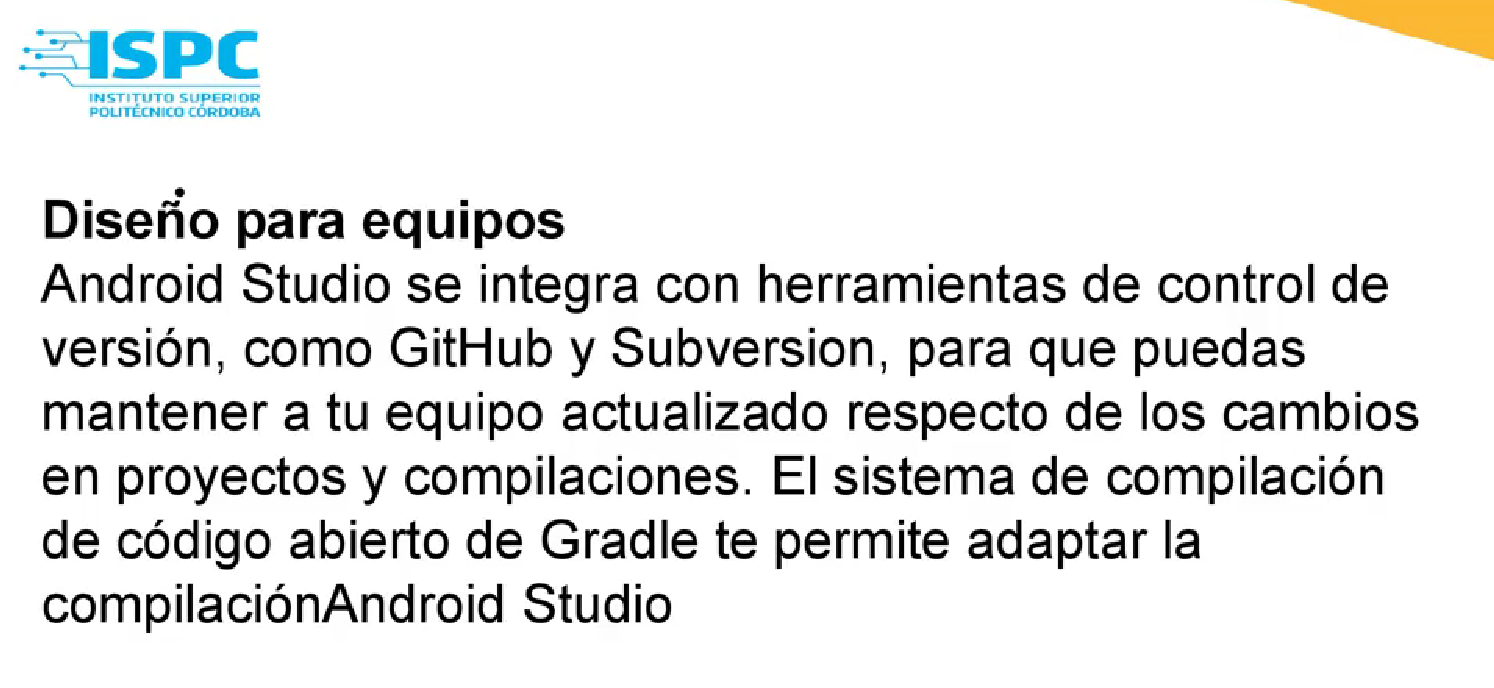 ISPC
INSTITUTO SUPERIOR
POLITÉCNICO CÓRDOBA
Diseño para equipos
Android Studio se integra con herramientas de control de
versión, como GitHub y Subversion, para que puedas
mantener a tu equipo actualizado respecto de los cambios
en proyectos y compilaciones. El sistema de compilación
de código abierto de Gradle te permite adaptar la
compilaciónAndroid Studio